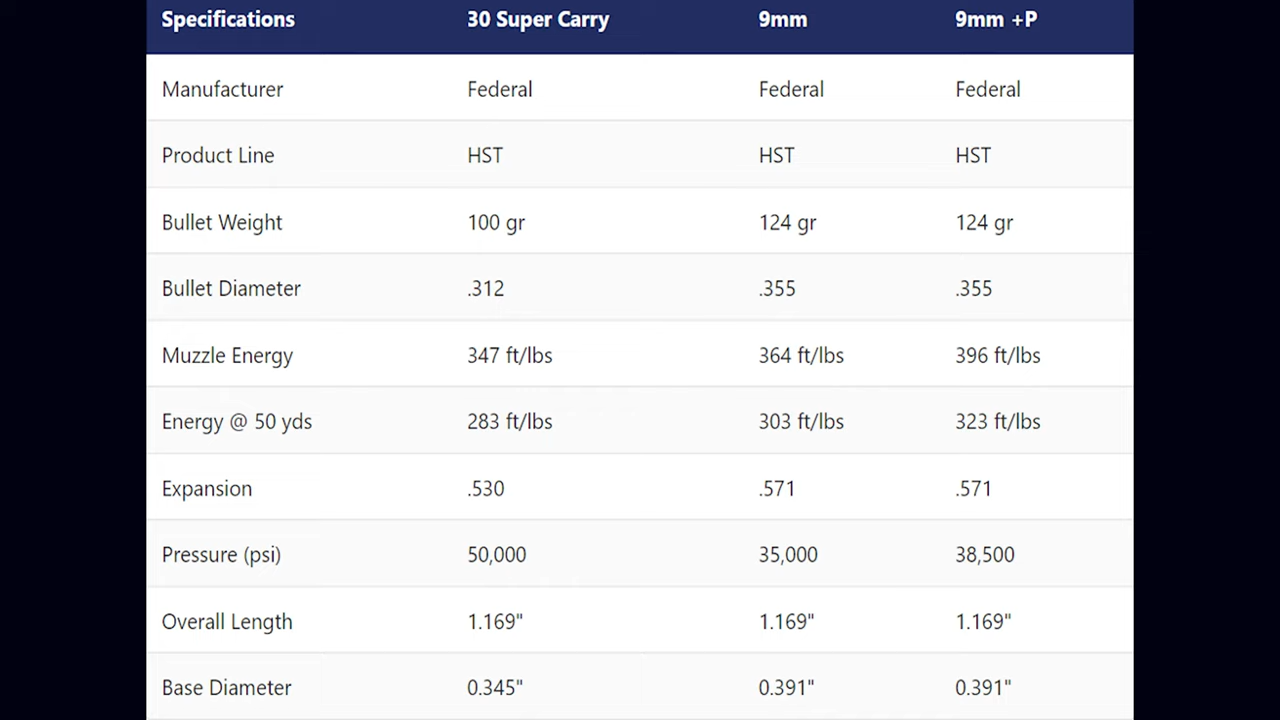 Specifications 30 Super Carry 9mm 9mm +P
Manufacturer Federal Federal Federal
Product Line HST HST HST
Bullet Weight 100 gr 124 gr 124 gr
Bullet Diameter .312 .355 .355
Muzzle Energy 347 ft/lbs 364 ft/lbs 396 ft/lbs
Energy @ 50 yds 283 ft/lbs 303 ft/lbs 323 ft/lbs
Expansion .530 .571 .571
Pressure (psi) 50,000 35,000 38,500
Overall Length 1.169" 1.169" 1.169"
Base Diameter 0.345" 0.391" 0.391"